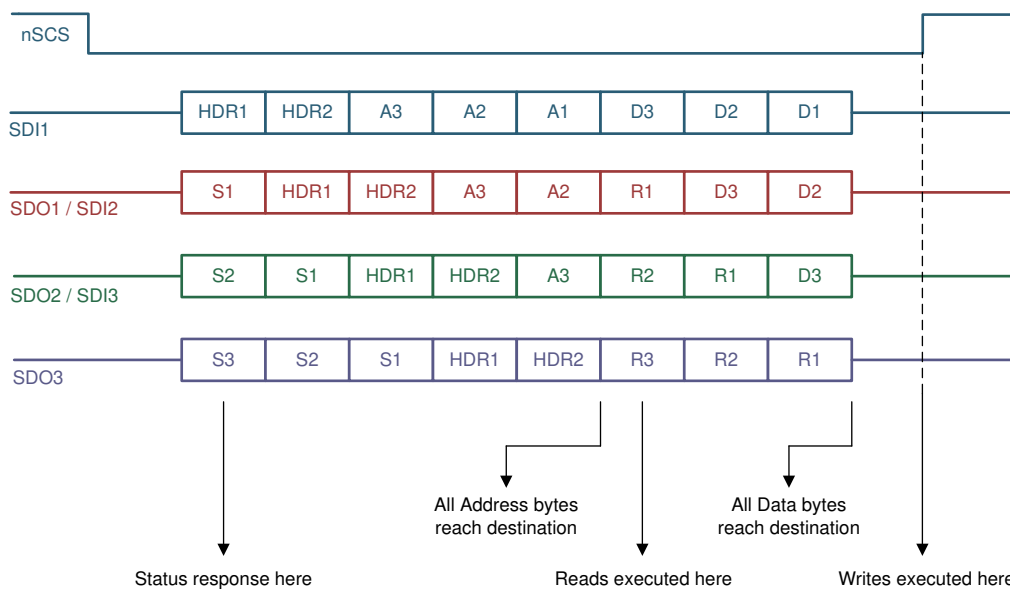 nSCS
HDR1 HDR2 A3 A2 A1 D3 D2 D1
SDI1
S1 HDR1 HDR2 A3 A2 R1 D3 D2
SDO1 / SDI2
S2 S1 HDR1 HDR2 A3 R2 R1 D3
SDO2 / SDI3
S3 S2 S1 HDR1 HDR2 R3 R2 R1
SDO3
All Address bytes
reach destination
All Data bytes
reach destination
Status response here
Reads executed here
Writes executed here